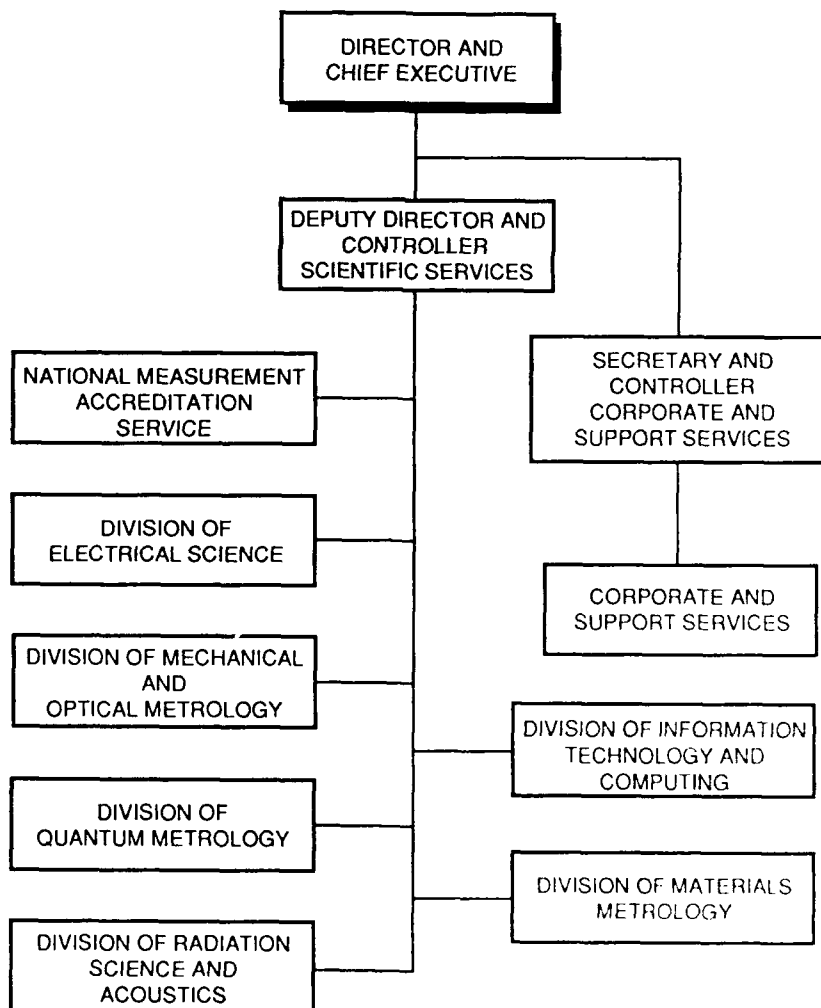 DIRECTOR AND
CHIEF EXECUTIVE
DEPUTY DIRECTOR AND
CONTROLLER
SCIENTIFIC SERVICES
NATIONAL MEASUREMENT
ACCREDITATION
SERVICE
SECRETARY AND
CONTROLLER
CORPORATE AND
SUPPORT SERVICES
DIVISION OF
ELECTRICAL SCIENCE
CORPORATE AND
SUPPORT SERVICES
DIVISION OF MECHANICAL
AND
OPTICAL METROLOGY
DIVISION OF INFORMATION
TECHNOLOGY AND
COMPUTING
DIVISION OF
QUANTUM METROLOGY
DIVISION OF MATERIALS
METROLOGY
DIVISION OF RADIATION
SCIENCE AND
ACOUSTICS